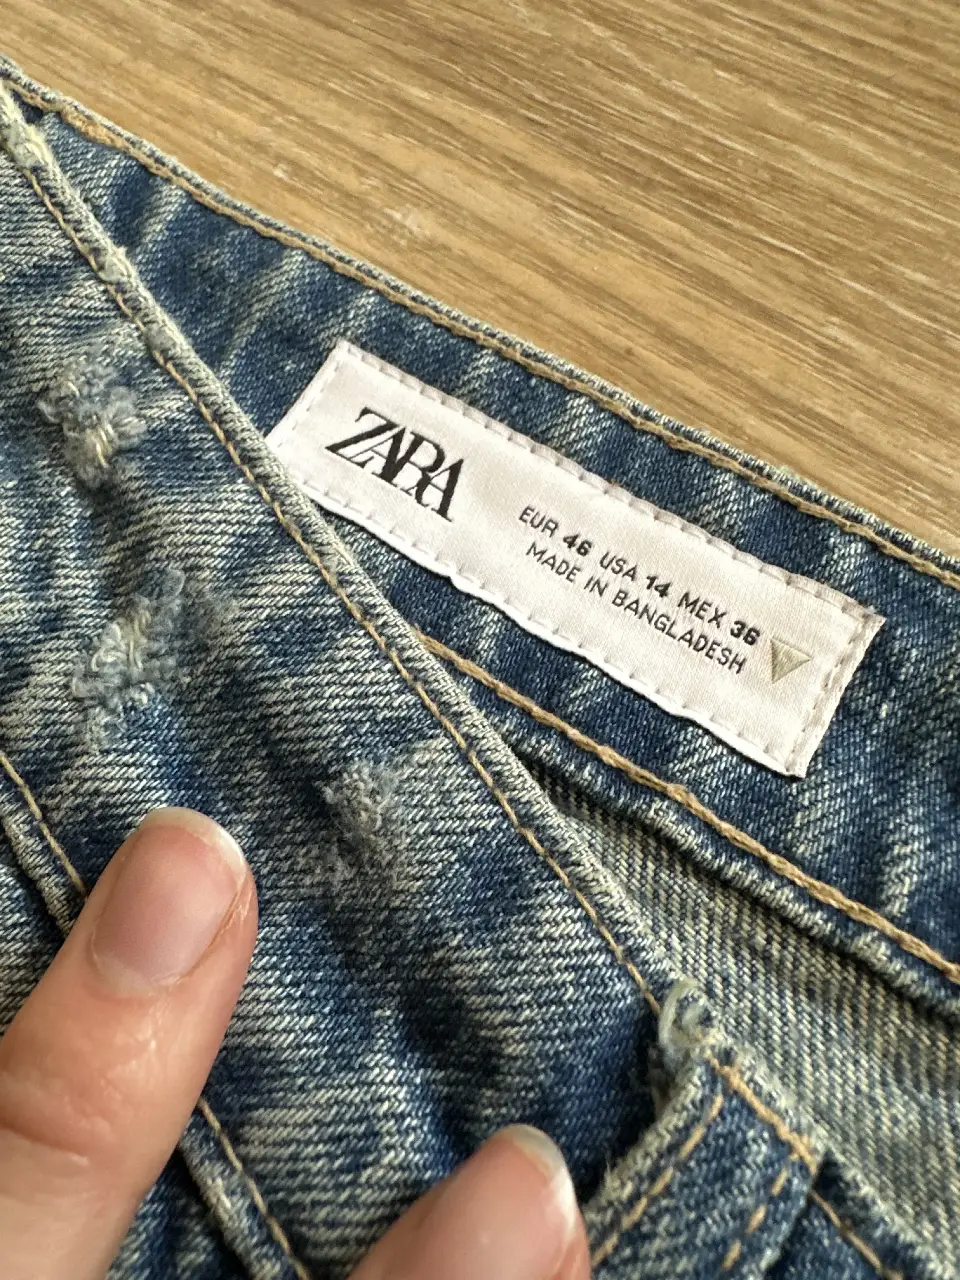 ZARA
EUR 46 USA 14 MEX 36
MADE IN BANGLADESH